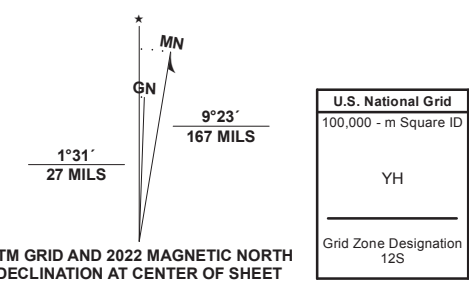 ★
MN
GN
9°23´
167 MILS
1°31´
27 MILS
TM GRID AND 2022 MAGNETIC NORTH
DECLINATION AT CENTER OF SHEET
U.S. National Grid
100,000 - m Square ID
YH
Grid Zone Designation
12S